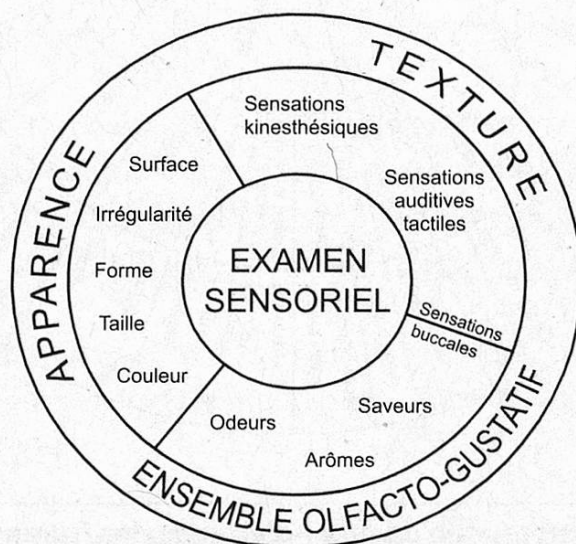 TEXTURE
Sensations
kinesthésiques
Sensations
auditives
tactiles
APPARENCE
Surface
Irrégularité
Forme
Taille
Couleur
EXAMEN
SENSORIEL
Sensations
buccales
Saveurs
Odeurs
Arômes
ENSEMBLE OLFACTO-GUSTATIF